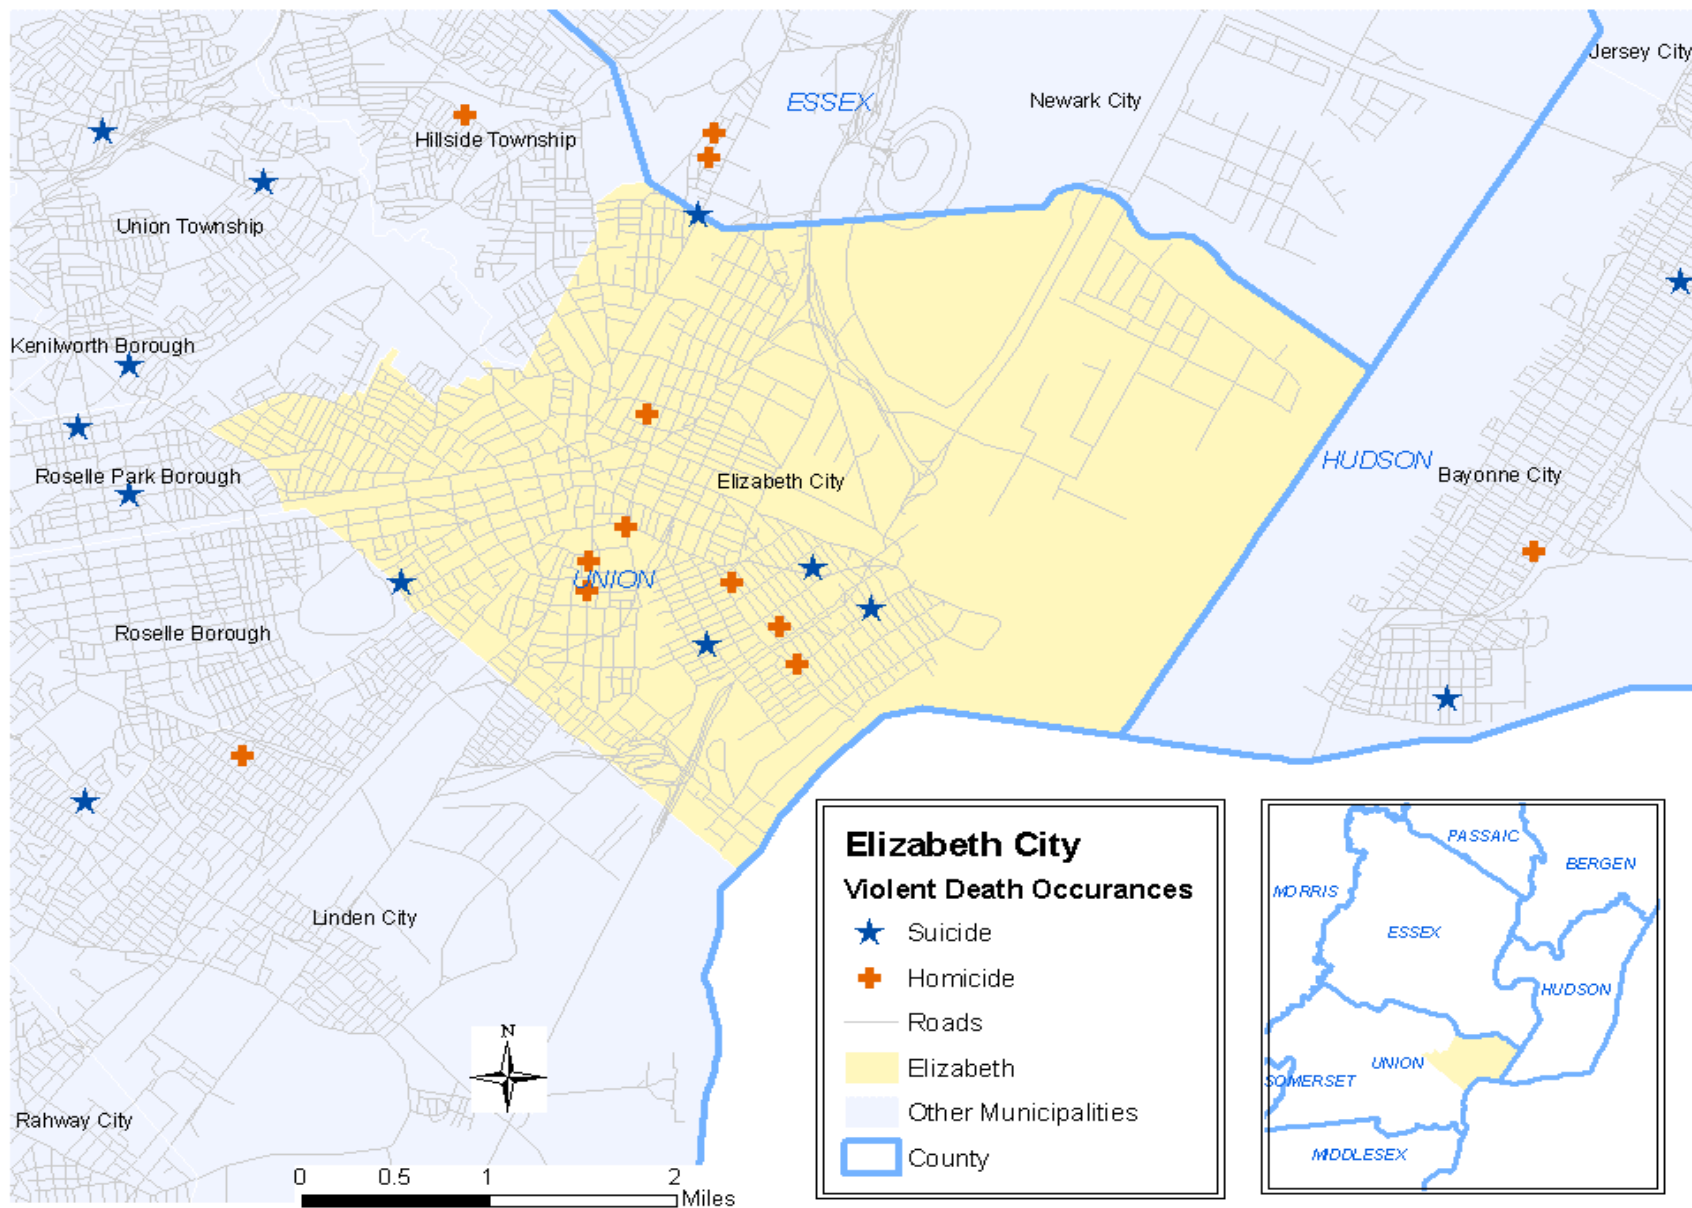 Jersey City
ESSEX
Newark City
Hillside Township
Union Township
Kenilworth Borough
HUDSON
Bayonne City
Roselle Park Borough
Elizabeth City
UNION
Roselle Borough
Linden City
Rahway City
N
0 0.5 1 2
Miles
Elizabeth City
Violent Death Occurances
Suicide
Homicide
Roads
Elizabeth
Other Municipalities
County
PASSAIC
BERGEN
MORRIS
ESSEX
HUDSON
UNION
SOMERSET
MIDDLESEX